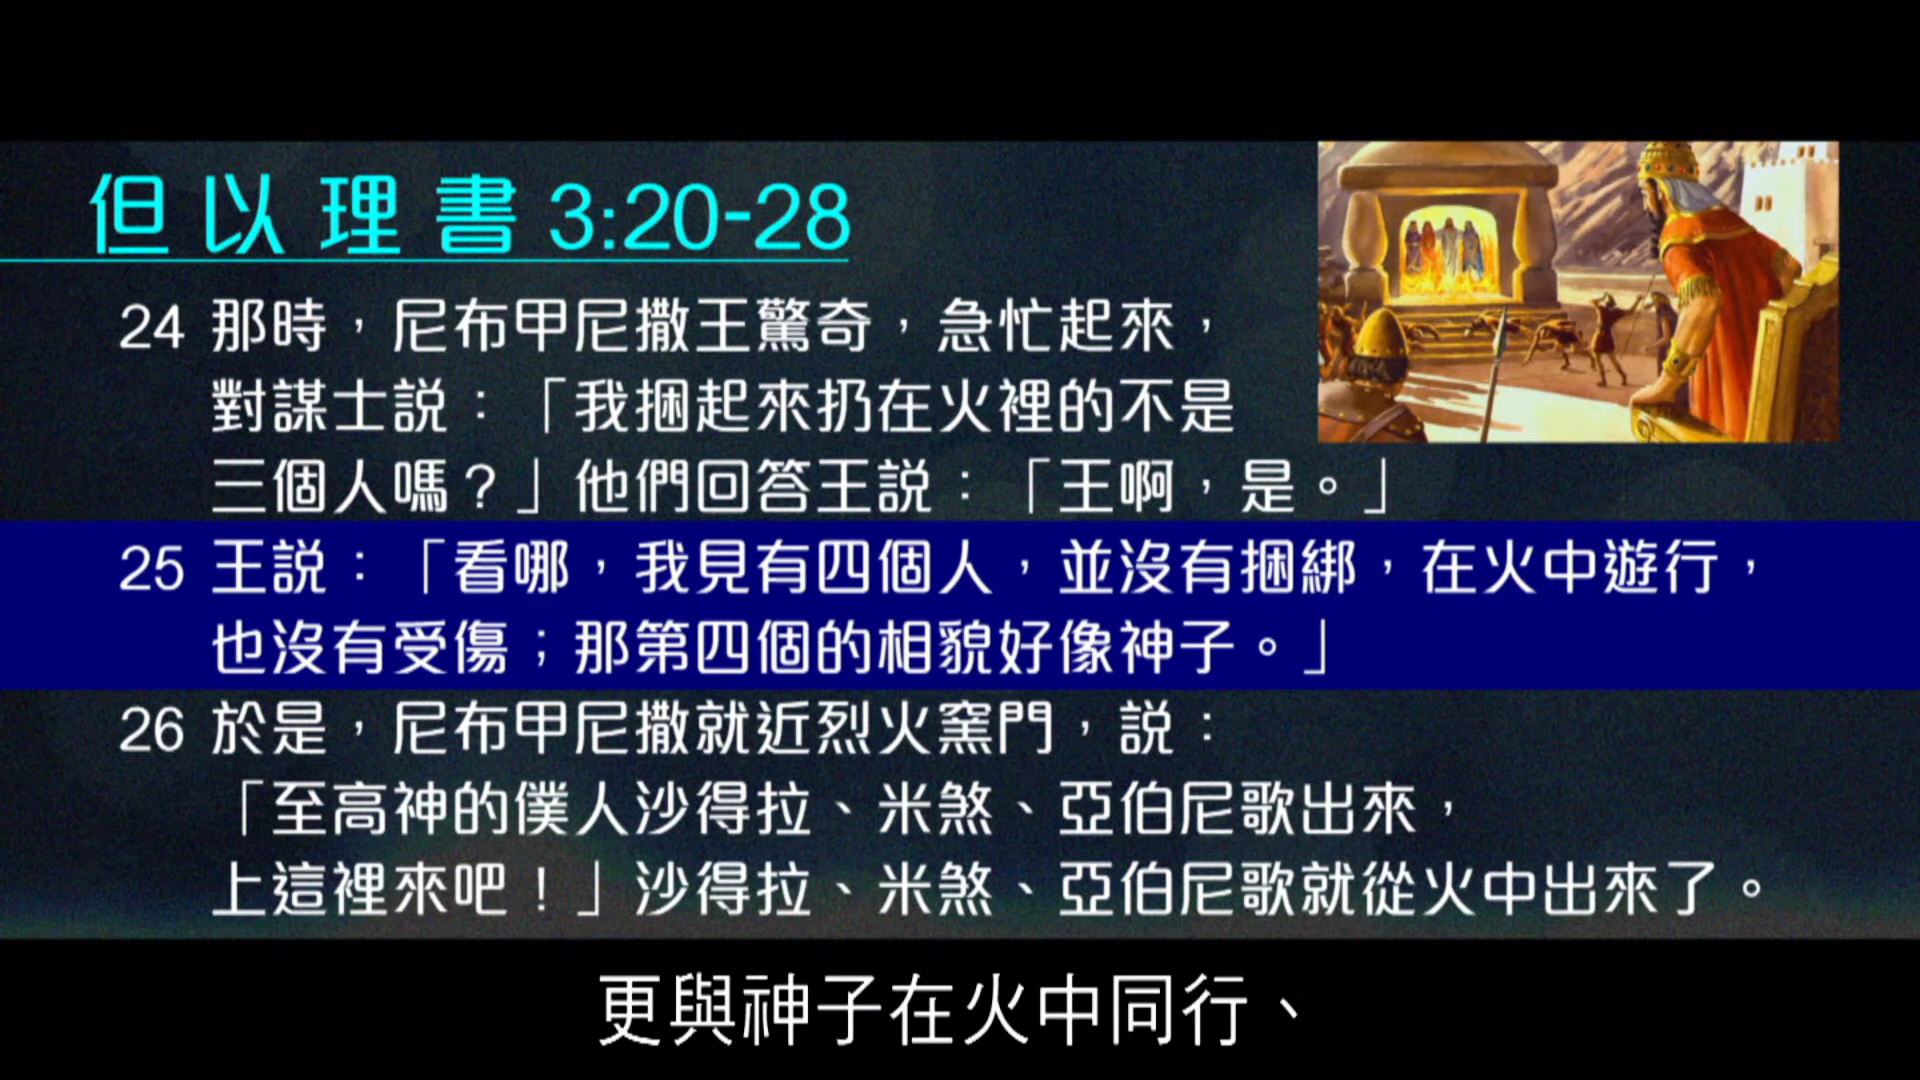 但以理書 3:20-28
24 那時，尼布甲尼撒王驚奇，急忙起來，
對謀士説：「我捆起來扔在火裡的不是
三個人嗎？」他們回答王説：「王啊，是。」
25 王説：「看哪，我見有四個人，並沒有捆綁，在火中遊行，
也沒有受傷；那第四個的相貌好像神子。」
26 於是，尼布甲尼撒就近烈火窯門，説：
「至高神的僕人沙得拉、米煞、亞伯尼歌出來，
上這裡來吧！」沙得拉、米煞、亞伯尼歌就從火中出來了。
更與神子在火中同行、